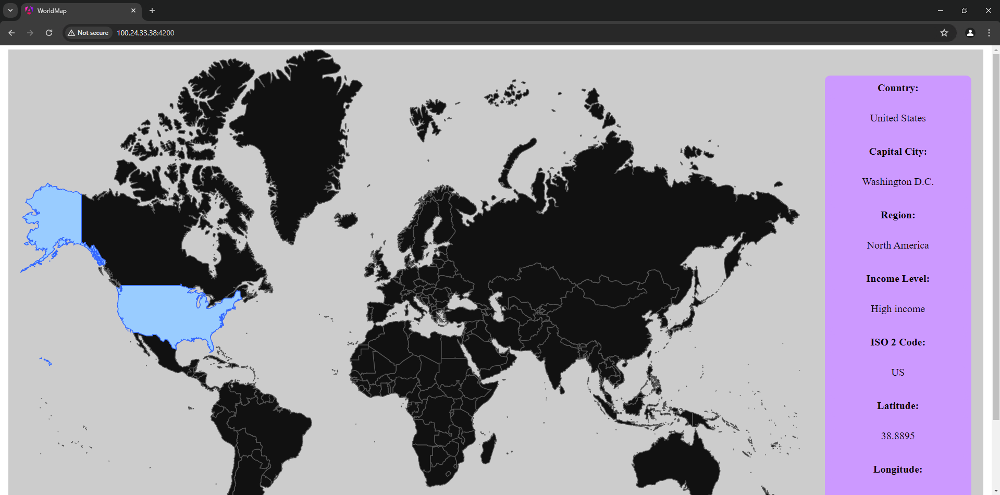 WorldMap
Not secure
100.24.33.38:4200
Country:
United States
Capital City:
Washington D.C.
Region:
North America
Income Level:
High income
ISO 2 Code:
US
Latitude:
38.8895
Longitude: